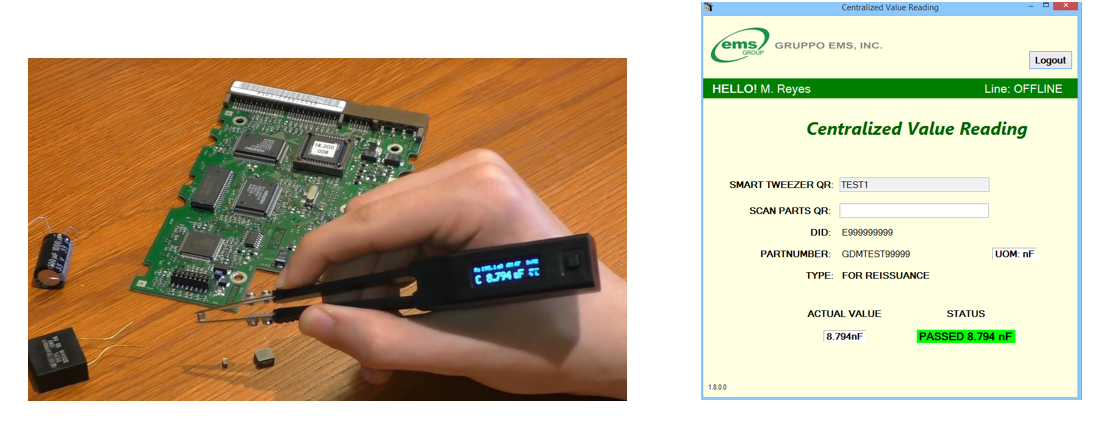 HL200
008
C 8.794 nF
Centralized Value Reading
ems
GROUP
GRUPPO EMS, INC.
Logout
HELLO! M. Reyes
Line: OFFLINE
Centralized Value Reading
SMART TWEEZER QR: TEST1
SCAN PARTS QR:
DID: E999999999
PARTNUMBER: GDMTEST99999
UOM: nF
TYPE: FOR REISSUANCE
ACTUAL VALUE
STATUS
8.794nF
PASSED 8.794 nF
1.8.0.0